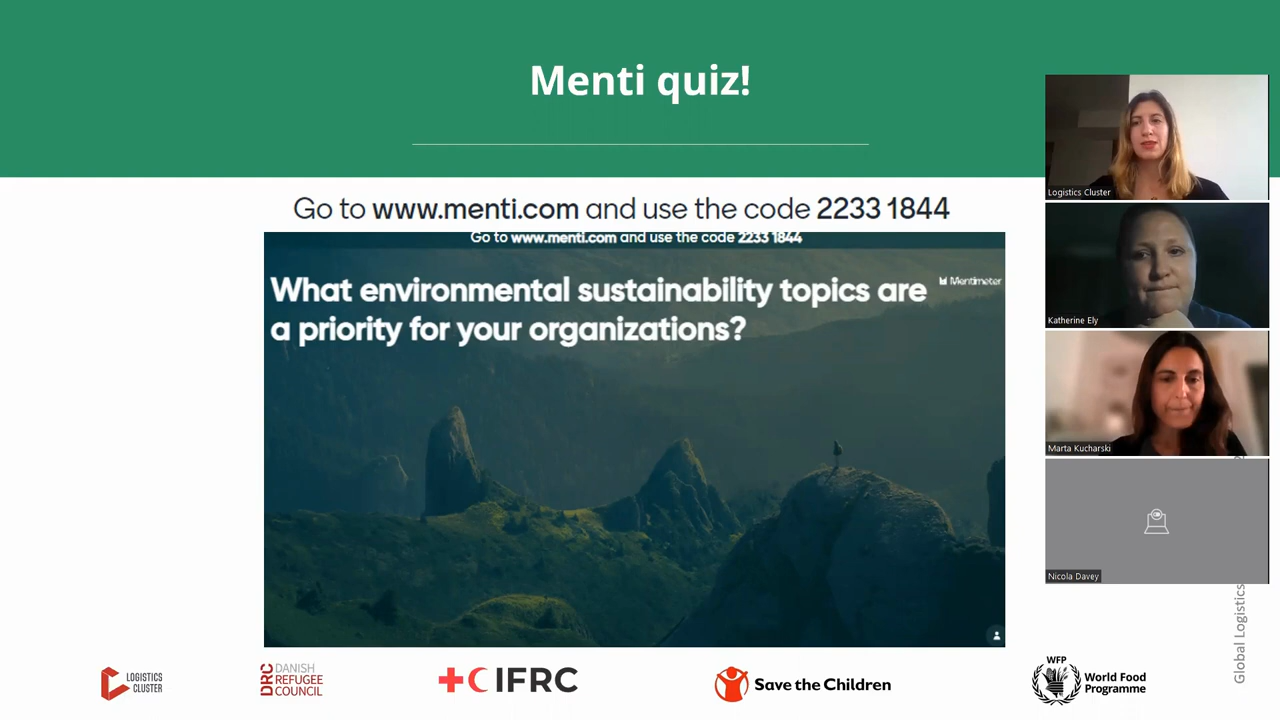 Menti quiz!
Go to www.menti.com and use the code 2233 1844
Go to www.menti.com and use the code 2233 1844
What environmental sustainability topics are
a priority for your organizations?
Mentimeter
Logistics Cluster
Katherine Ely
Marta Kucharski
Nicola Davey
Global Logistics
LOGISTICS
CLUSTER
DRC
DANISH
REFUGEE
COUNCIL
IFRC
Save the Children
WFP
World Food
Programme